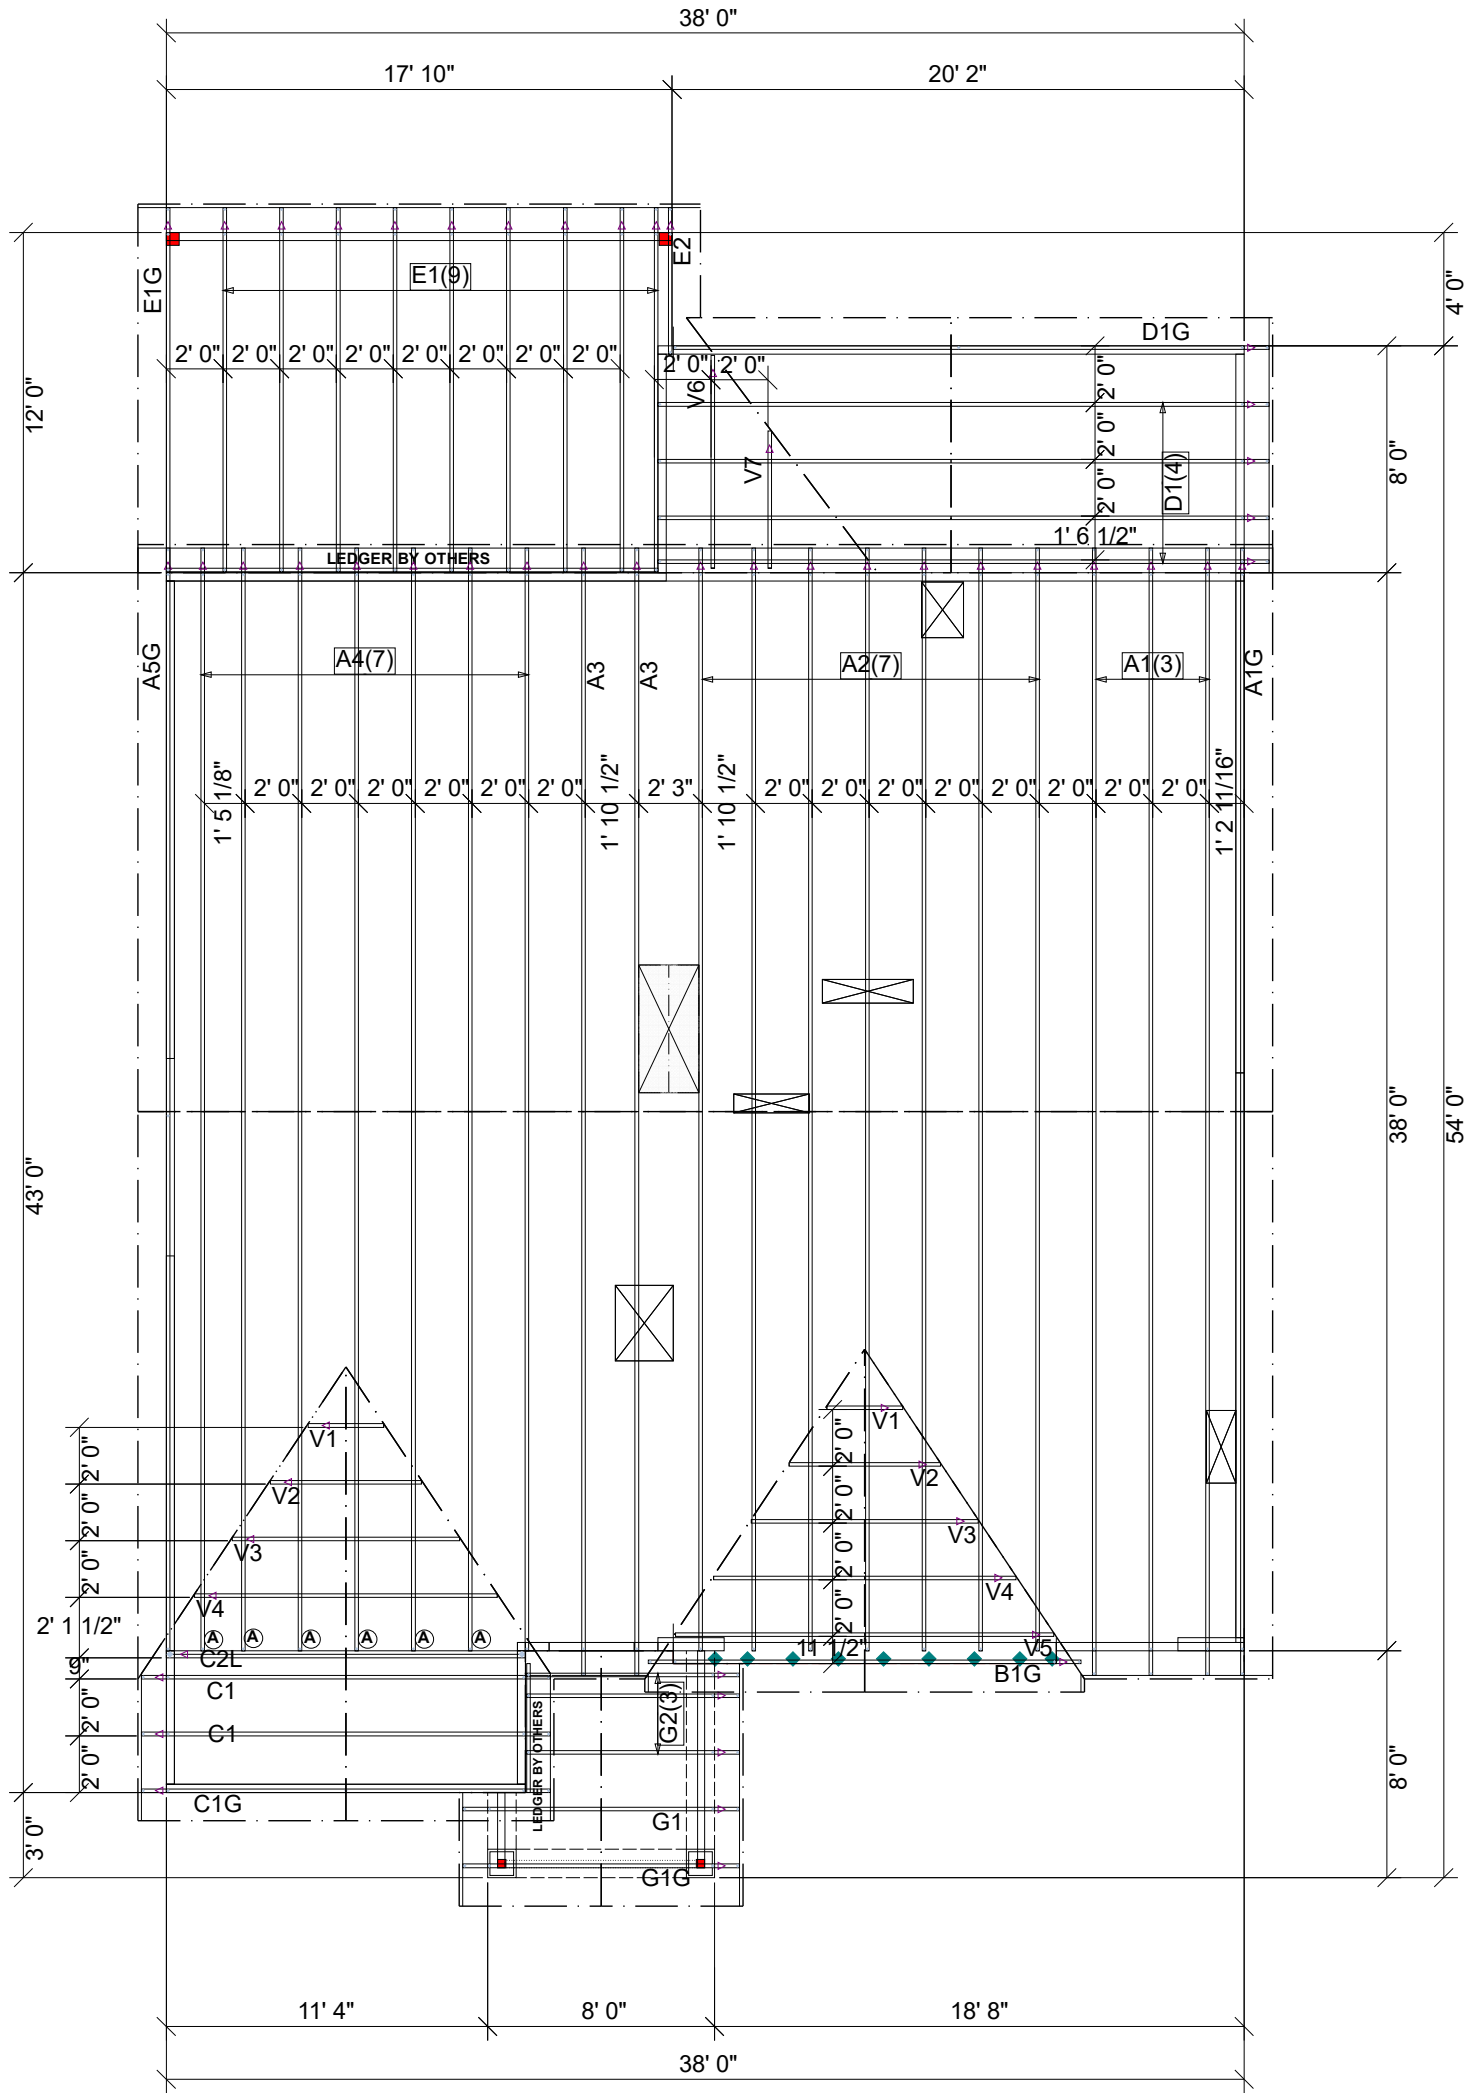 38' 0"
17' 10"
20' 2"
E1G
E1(9)
E2
D1G
4' 0"
12' 0"
2' 0" 2' 0" 2' 0" 2' 0" 2' 0" 2' 0" 2' 0" 2' 0"
2' 0" 2' 0"
V6
V7
2' 0"
2' 0"
2' 0"
D1(4)
8' 0"
1' 6 1/2"
LEDGER BY OTHERS
A5G
A4(7)
A3
A3
A2(7)
A1(3)
A1G
1' 5 1/8"
2' 0" 2' 0" 2' 0" 2' 0" 2' 0" 2' 0"
1' 10 1/2"
2' 3"
1' 10 1/2"
2' 0" 2' 0" 2' 0" 2' 0" 2' 0" 2' 0" 2' 0" 2' 0"
1' 2 11/16"
43' 0"
38' 0"
54' 0"
V1
V2
V3
V4
2' 0"
2' 0"
2' 0"
2' 1 1/2"
9"
2' 0"
2' 0"
A A A A A A
C2L
C1
C1
C1G
3' 0"
V1
V2
V3
V4
V5
2' 0"
2' 0"
2' 0"
2' 0"
11 1/2"
B1G
G2(3)
LEDGER BY OTHERS
G1
G1G
8' 0"
11' 4"
8' 0"
18' 8"
38' 0"